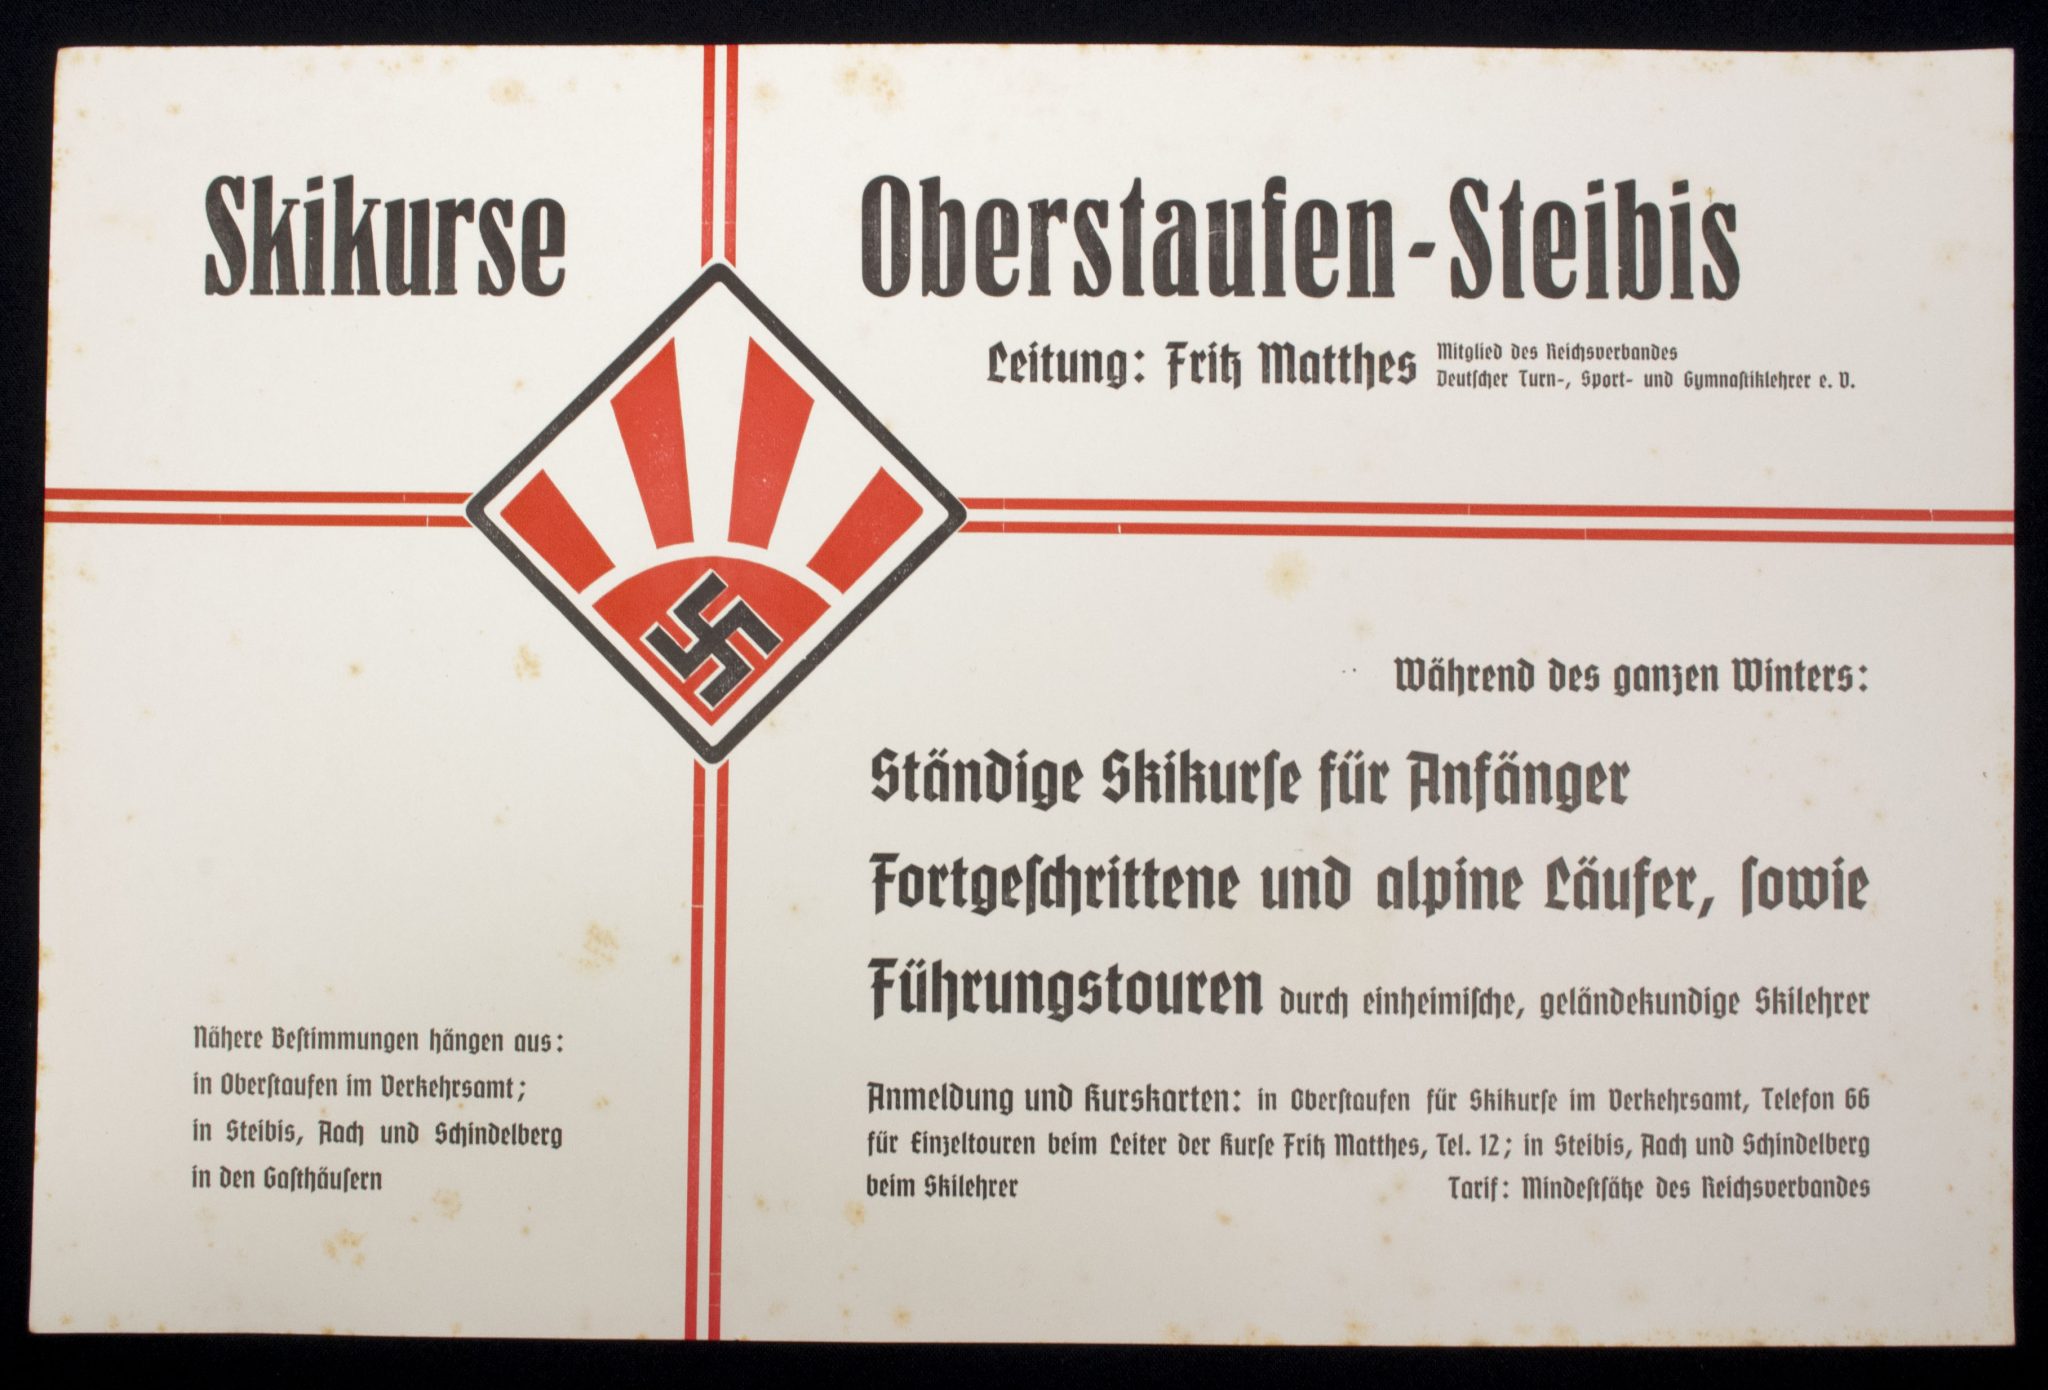 Skikurse Oberstaufen-Steibis
Leitung: Fritz Matthes Mitglied des Reichsverbandes
Deutſcher Turn-, Sport- und Gymnaſtiklehrer e. V.
Während des ganzen Winters:
Ständige Skikurſe für Anfänger
Fortgeſchrittene und alpine Läufer, ſowie
Führungstouren durch einheimiſche, geländekundige Skilehrer
Nähere Beſtimmungen hängen aus:
in Oberſtaufen im Verkehrsamt;
in Steibis, Aach und Schindelberg
in den Gaſthäuſern
Anmeldung und Kurskarten: in Oberſtaufen für Skikurſe im Verkehrsamt, Telefon 66
für Einzeltouren beim Leiter der Kurſe Fritz Matthes, Tel. 12; in Steibis, Aach und Schindelberg
beim Skilehrer Tarif: Mindeſtſätze des Reichsverbandes